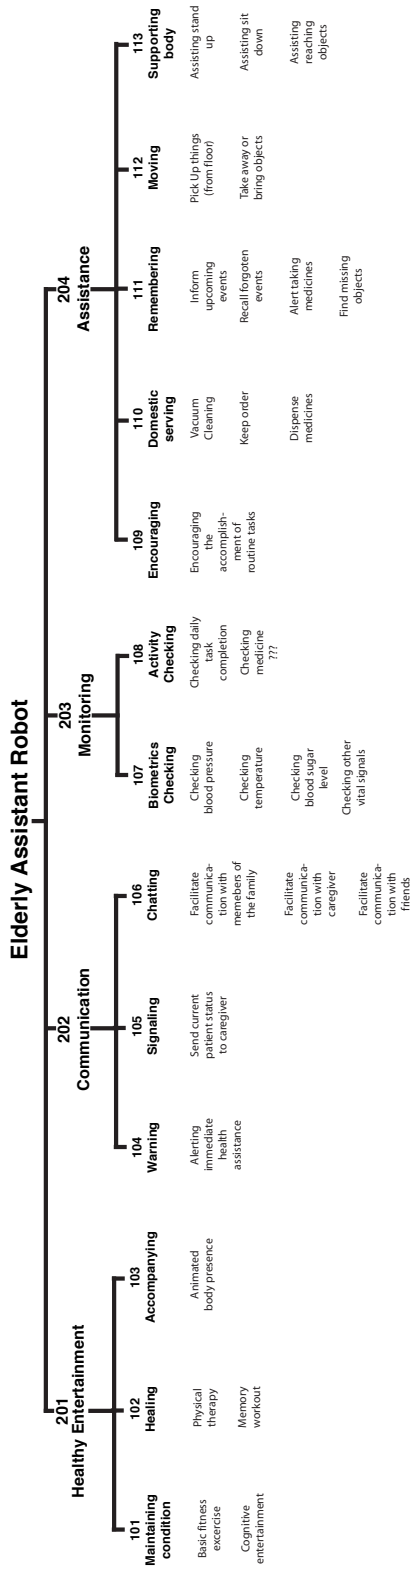 Elderly Assistant Robot
201
Healthy Entertainment
202
Communication
203
Monitoring
204
Assistance
101
Maintaining
condition
Basic fitness
excercise
Cognitive
entertainment
102
Healing
Physical
therapy
Memory
workout
103
Accompanying
Animated
body presence
104
Warning
Alerting
immediate
health
assistance
105
Signaling
Send current
patient status
to caregiver
106
Chatting
Facilitate
communica-
tion with
memebers of
the family
Facilitate
communica-
tion with
caregiver
Facilitate
communica-
tion with
friends
107
Biometrics
Checking
Checking
blood pressure
Checking
temperature
Checking
blood sugar
level
Checking other
vital signals
108
Activity
Checking
Checking daily
task
completion
Checking
medicine
???
109
Encouraging
Encouraging
the
accomplish-
ment of
routine tasks
110
Domestic
serving
Vacuum
Cleaning
Keep order
Dispense
medicines
111
Remembering
Inform
upcoming
events
Recall forgoten
events
Alert taking
medicines
Find missing
objects
112
Moving
Pick Up things
(from floor)
Take away or
bring objects
113
Supporting
body
Assisting stand
up
Assisting sit
down
Assisting
reaching
objects